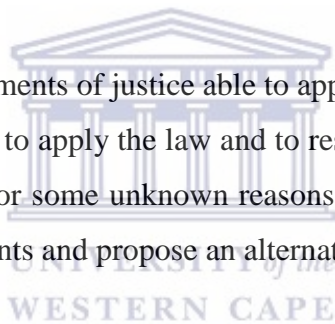 ments of justice able to app
to apply the law and to res
or some unknown reasons
nts and propose an alternat
UNIVERSITY of the
WESTERN CAPE